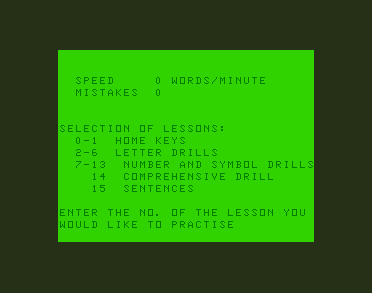 SPEED 0 WORDS/MINUTE
MISTAKES 0
SELECTION OF LESSONS:
0-1 HOME KEYS
2-6 LETTER DRILLS
7-13 NUMBER AND SYMBOL DRILLS
14 COMPREHENSIVE DRILL
15 SENTENCES
ENTER THE NO. OF THE LESSON YOU
WOULD LIKE TO PRACTISE